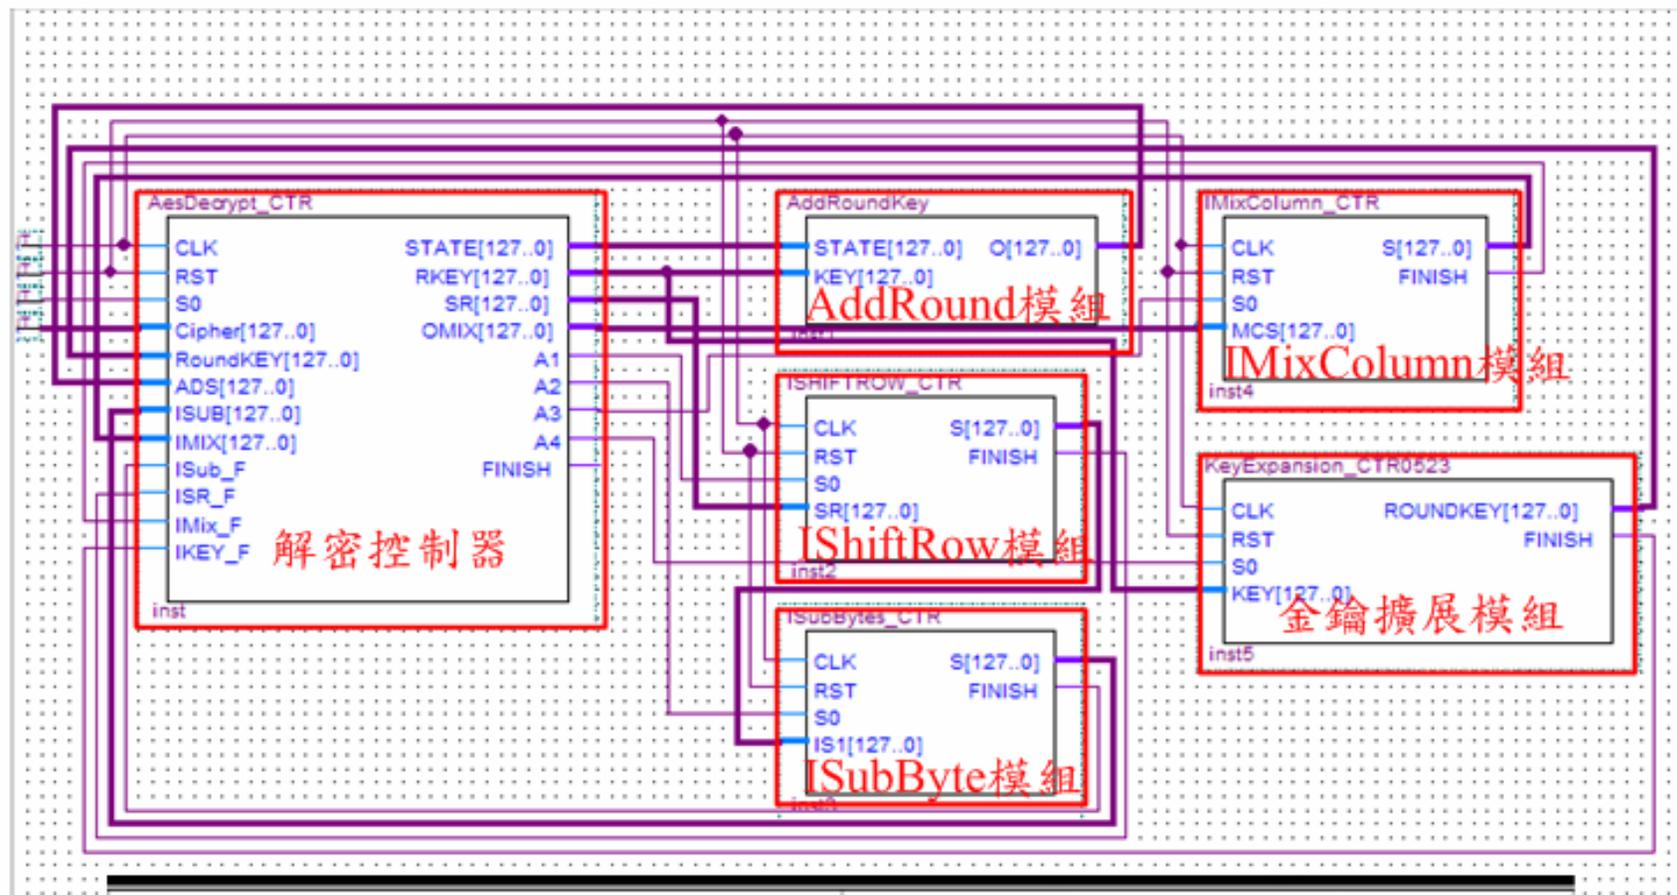 AesDecrypt_CTR
CLK
RST
S0
Cipher[127..0]
RoundKEY[127..0]
ADS[127..0]
ISUB[127..0]
IMIX[127..0]
ISub_F
ISR_F
IMix_F
IKEY_F
STATE[127..0]
RKEY[127..0]
SR[127..0]
OMIX[127..0]
A1
A2
A3
A4
FINISH
解密控制器
inst
AddRoundKey
STATE[127..0]
KEY[127..0]
O[127..0]
AddRound模組
inst1
ISHIFTROW_CTR
CLK
RST
S0
SR[127..0]
S[127..0]
FINISH
IShiftRow模組
inst2
ISubBytes_CTR
CLK
RST
S0
IS1[127..0]
S[127..0]
FINISH
ISubByte模組
inst3
IMixColumn_CTR
CLK
RST
S0
MCS[127..0]
S[127..0]
FINISH
IMixColumn模組
inst4
KeyExpansion_CTR0523
CLK
RST
S0
KEY[127..0]
ROUNDKEY[127..0]
FINISH
金鑰擴展模組
inst5